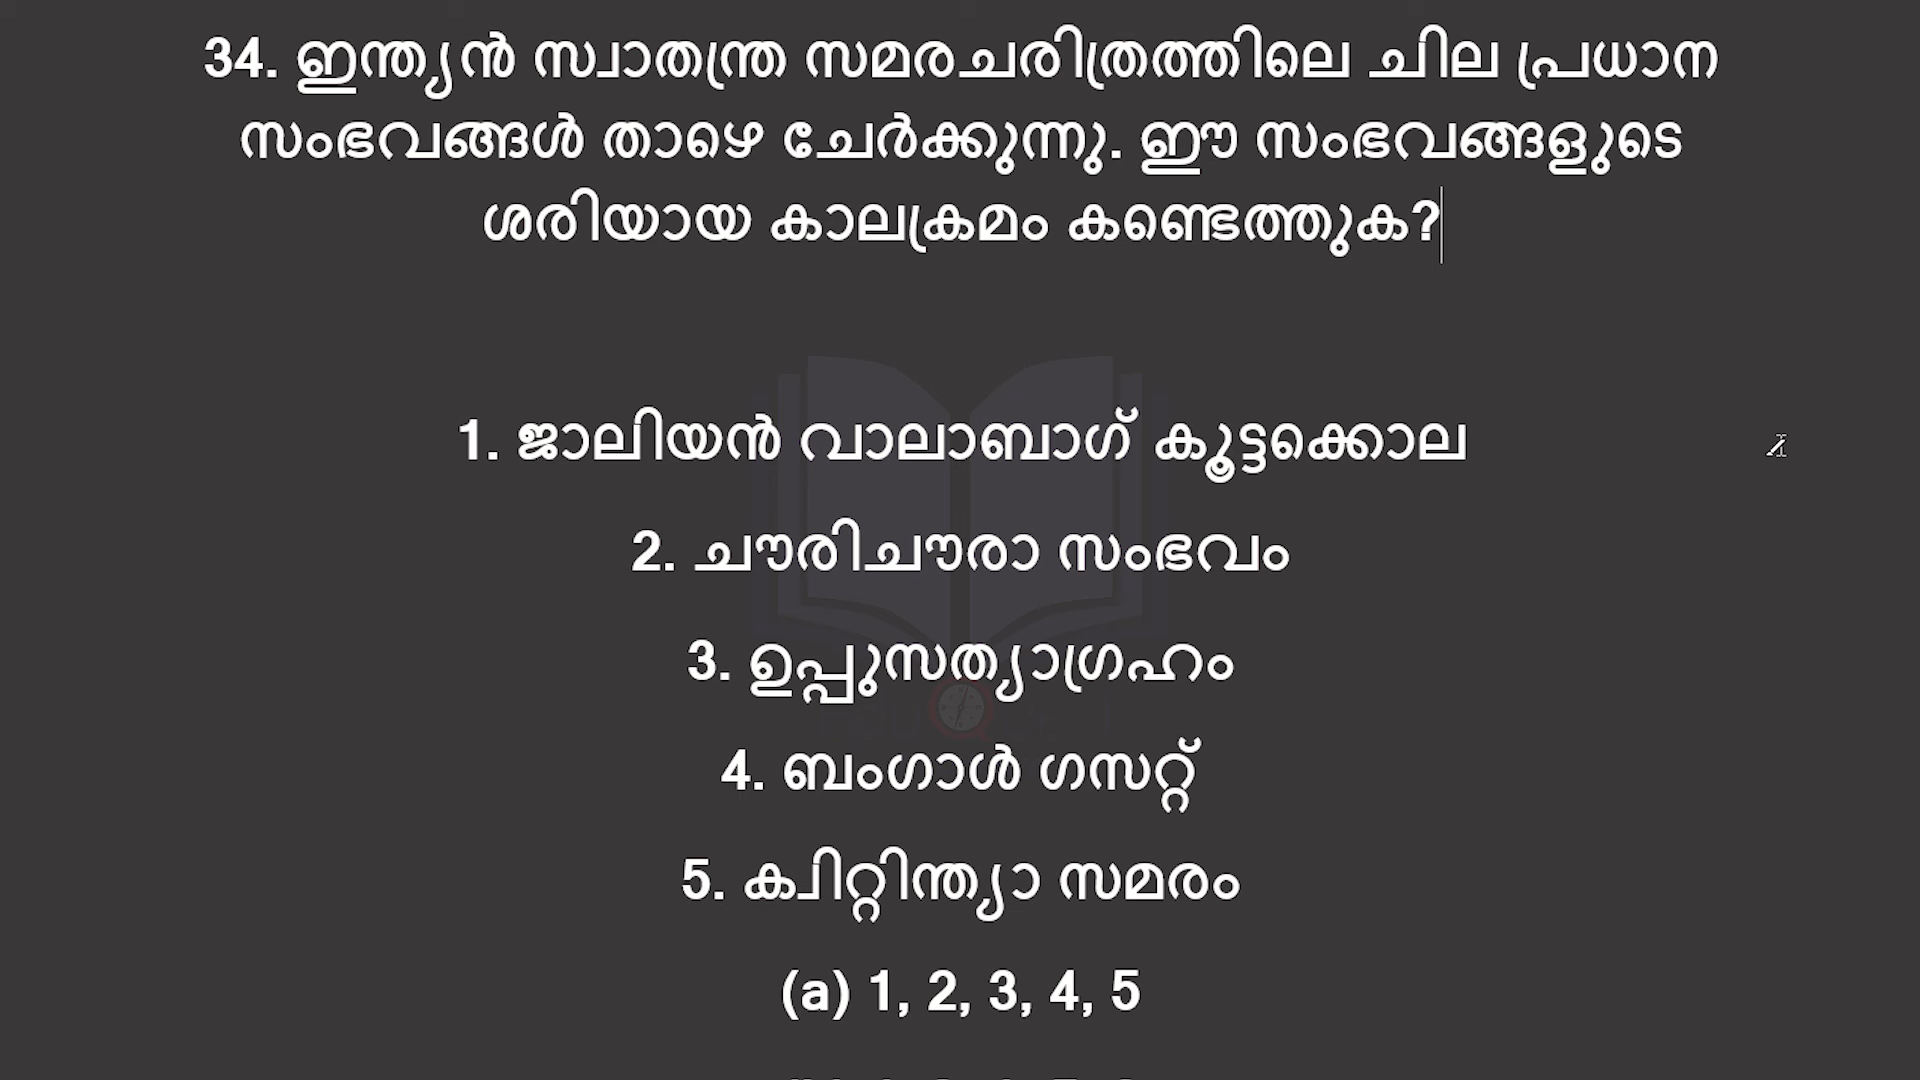 34. ഇന്ത്യൻ സ്വാതന്ത്ര സമരചരിത്രത്തിലെ ചില പ്രധാന
സംഭവങ്ങൾ താഴെ ചേർക്കുന്നു. ഈ സംഭവങ്ങളുടെ
ശരിയായ കാലക്രമം കണ്ടെത്തുക?
1. ജാലിയൻ വാലാബാഗ് കൂട്ടക്കൊല
2. ചൗരിചൗരാ സംഭവം
3. ഉപ്പുസത്യാഗ്രഹം
4. ബംഗാൾ ഗസറ്റ്
5. ക്വിറ്റിന്ത്യാ സമരം
(a) 1, 2, 3, 4, 5